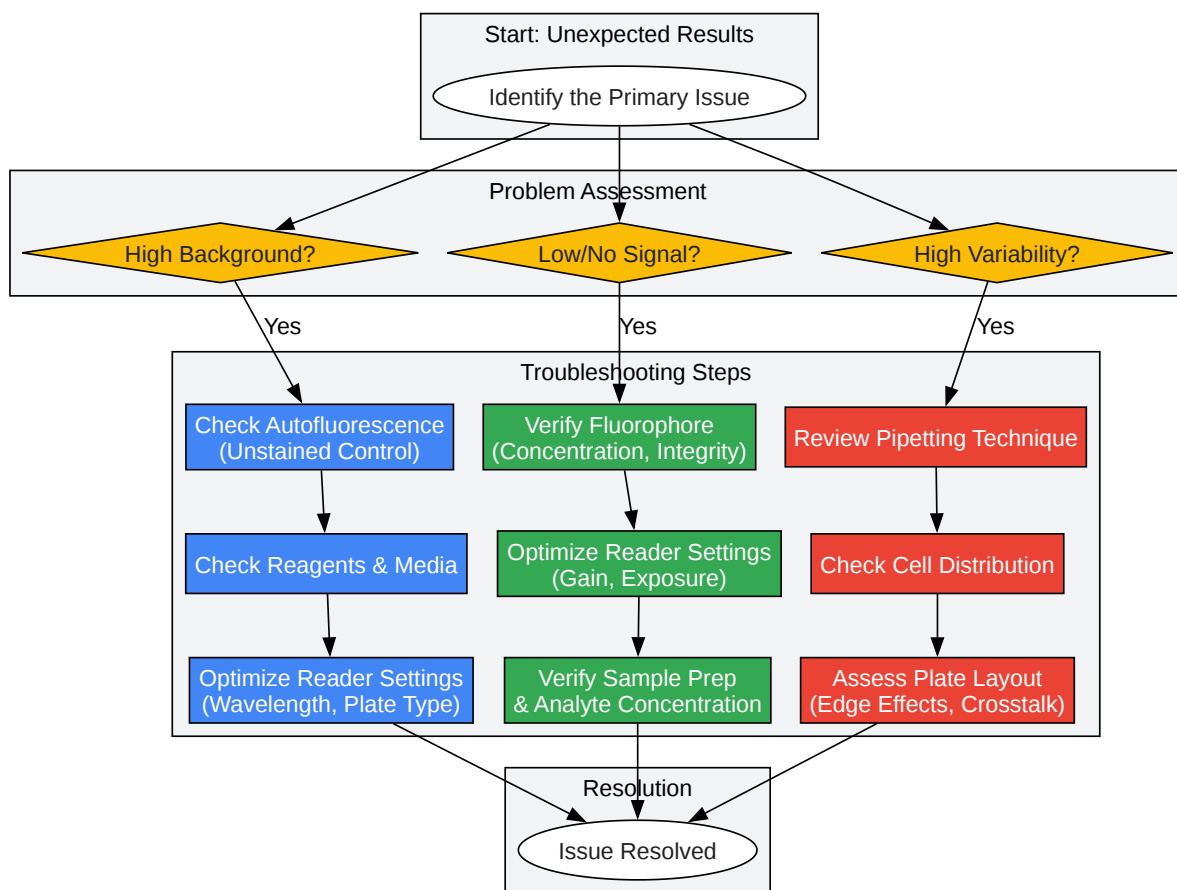 Start: Unexpected Results
Identify the Primary Issue
Problem Assessment
High Background?
Low/No Signal?
High Variability?
Yes
Yes
Yes
Troubleshooting Steps
Check Autofluorescence
(Unstained Control)
Verify Fluorophore
(Concentration, Integrity)
Review Pipetting Technique
Check Reagents & Media
Optimize Reader Settings
(Gain, Exposure)
Check Cell Distribution
Optimize Reader Settings
(Wavelength, Plate Type)
Verify Sample Prep
& Analyte Concentration
Assess Plate Layout
(Edge Effects, Crosstalk)
Resolution
Issue Resolved